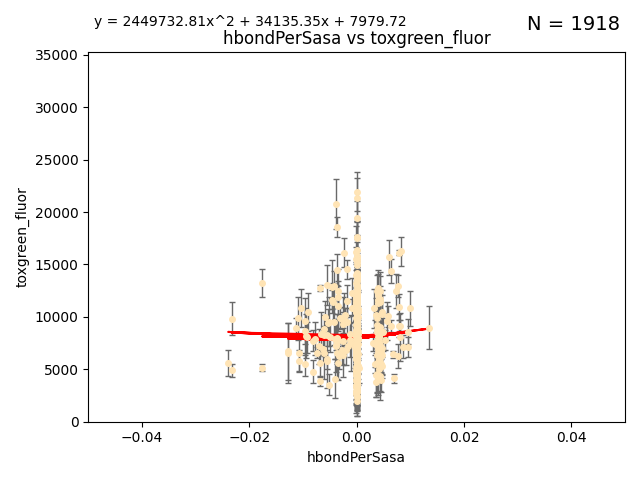 y = 2449732.81x^2 + 34135.35x + 7979.72
N = 1918
hbondPerSasa vs toxgreen_fluor
35000
30000
25000
20000
15000
10000
5000
0
toxgreen_fluor
−0.04
−0.02
0.00
0.02
0.04
hbondPerSasa